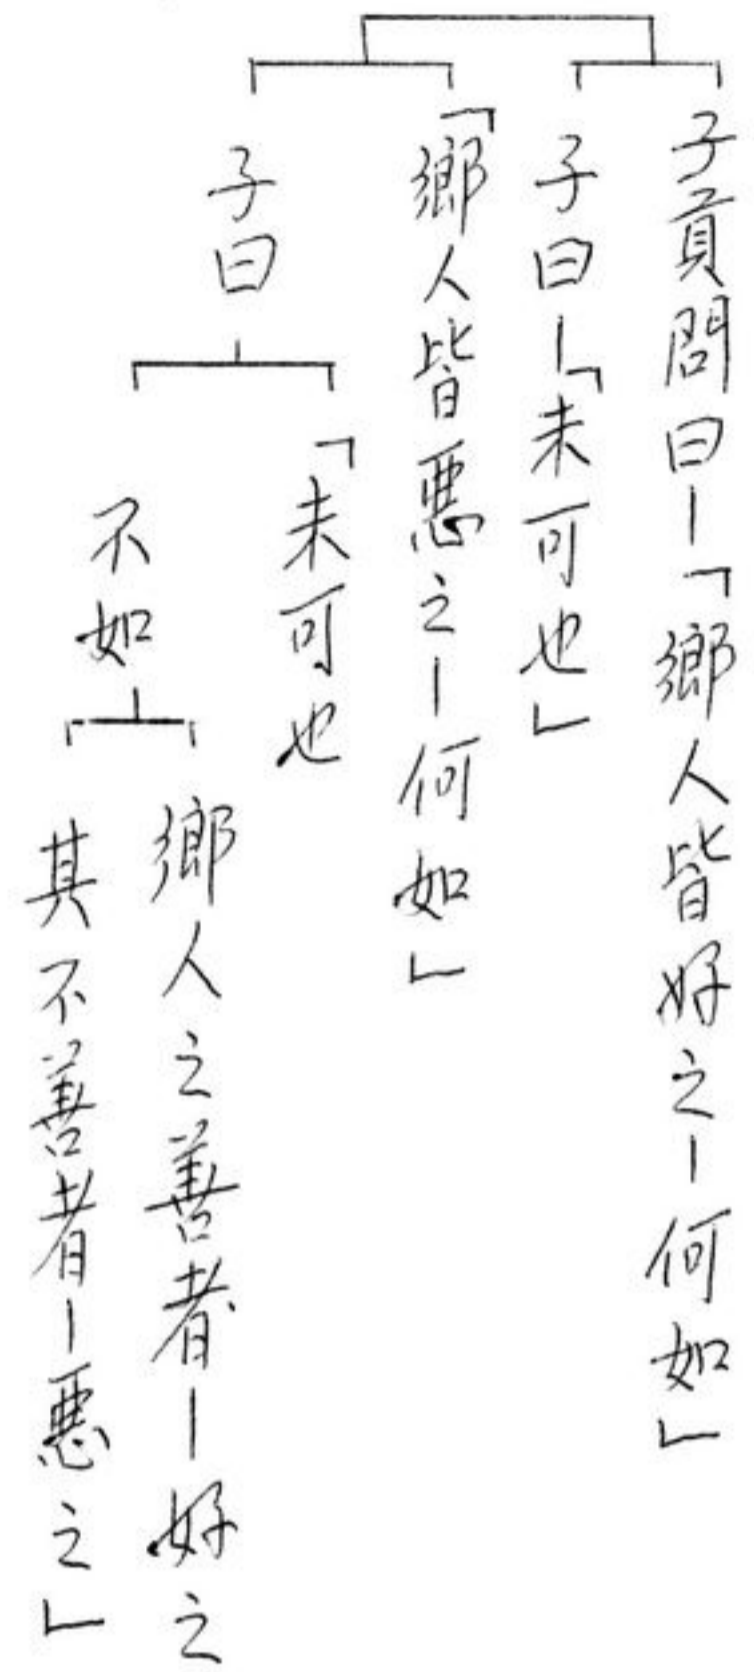 子貢問曰-「鄉人皆好之-何如」
子曰-「未可也」
「鄉人皆惡之-何如」
子曰
「未可也
不如
鄉人之善者-好之
其不善者-惡之」